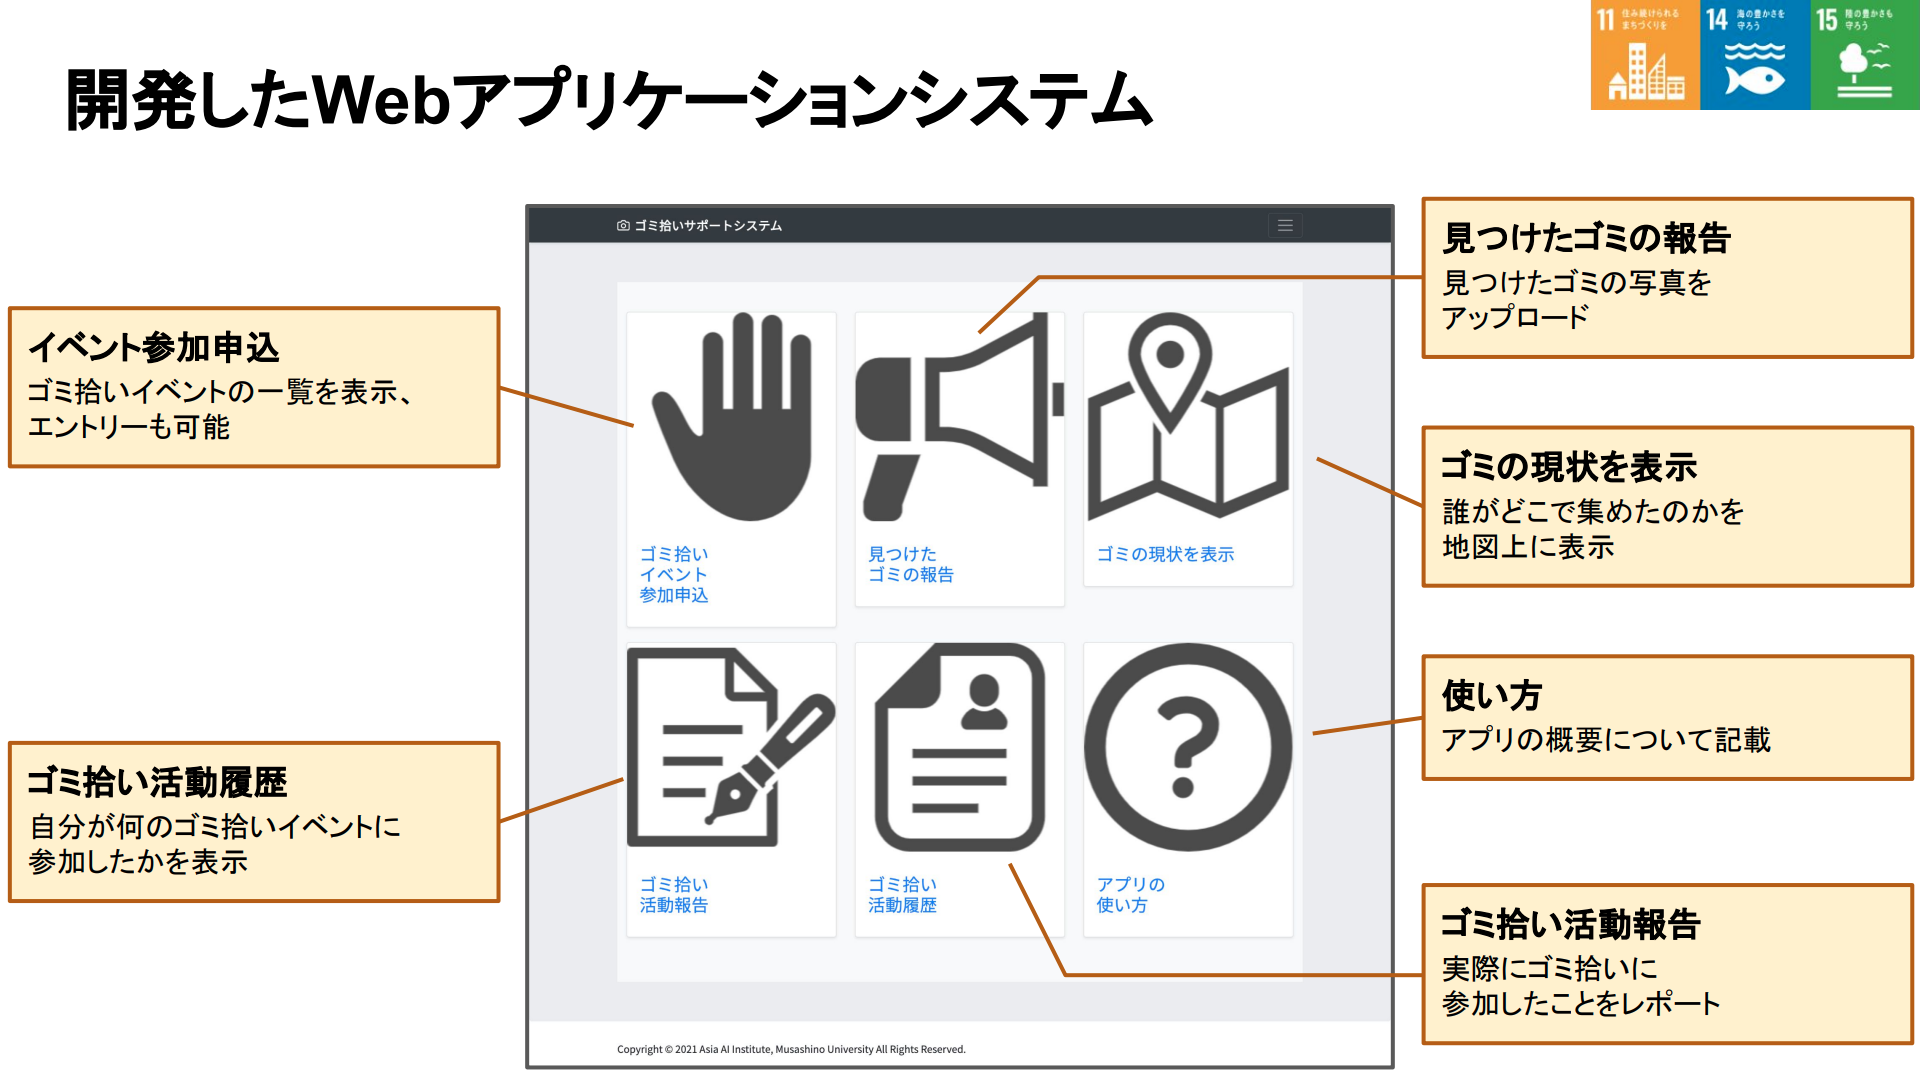 開発したWebアプリケーションシステム
11 住み続けられる
まちづくりを
14 海の豊かさを
守ろう
15 陸の豊かさも
守ろう
ゴミ拾いサポートシステム
イベント参加申込
ゴミ拾いイベントの一覧を表示、
エントリーも可能
ゴミ拾い活動履歴
自分が何のゴミ拾いイベントに
参加したかを表示
ゴミ拾い
イベント
参加申込
見つけた
ゴミの報告
ゴミの現状を表示
ゴミ拾い
活動報告
ゴミ拾い
活動履歴
アプリの
使い方
Copyright © 2021 Asia AI Institute, Musashino University All Rights Reserved.
見つけたゴミの報告
見つけたゴミの写真を
アップロード
ゴミの現状を表示
誰がどこで集めたのかを
地図上に表示
使い方
アプリの概要について記載
ゴミ拾い活動報告
実際にゴミ拾いに
参加したことをレポート